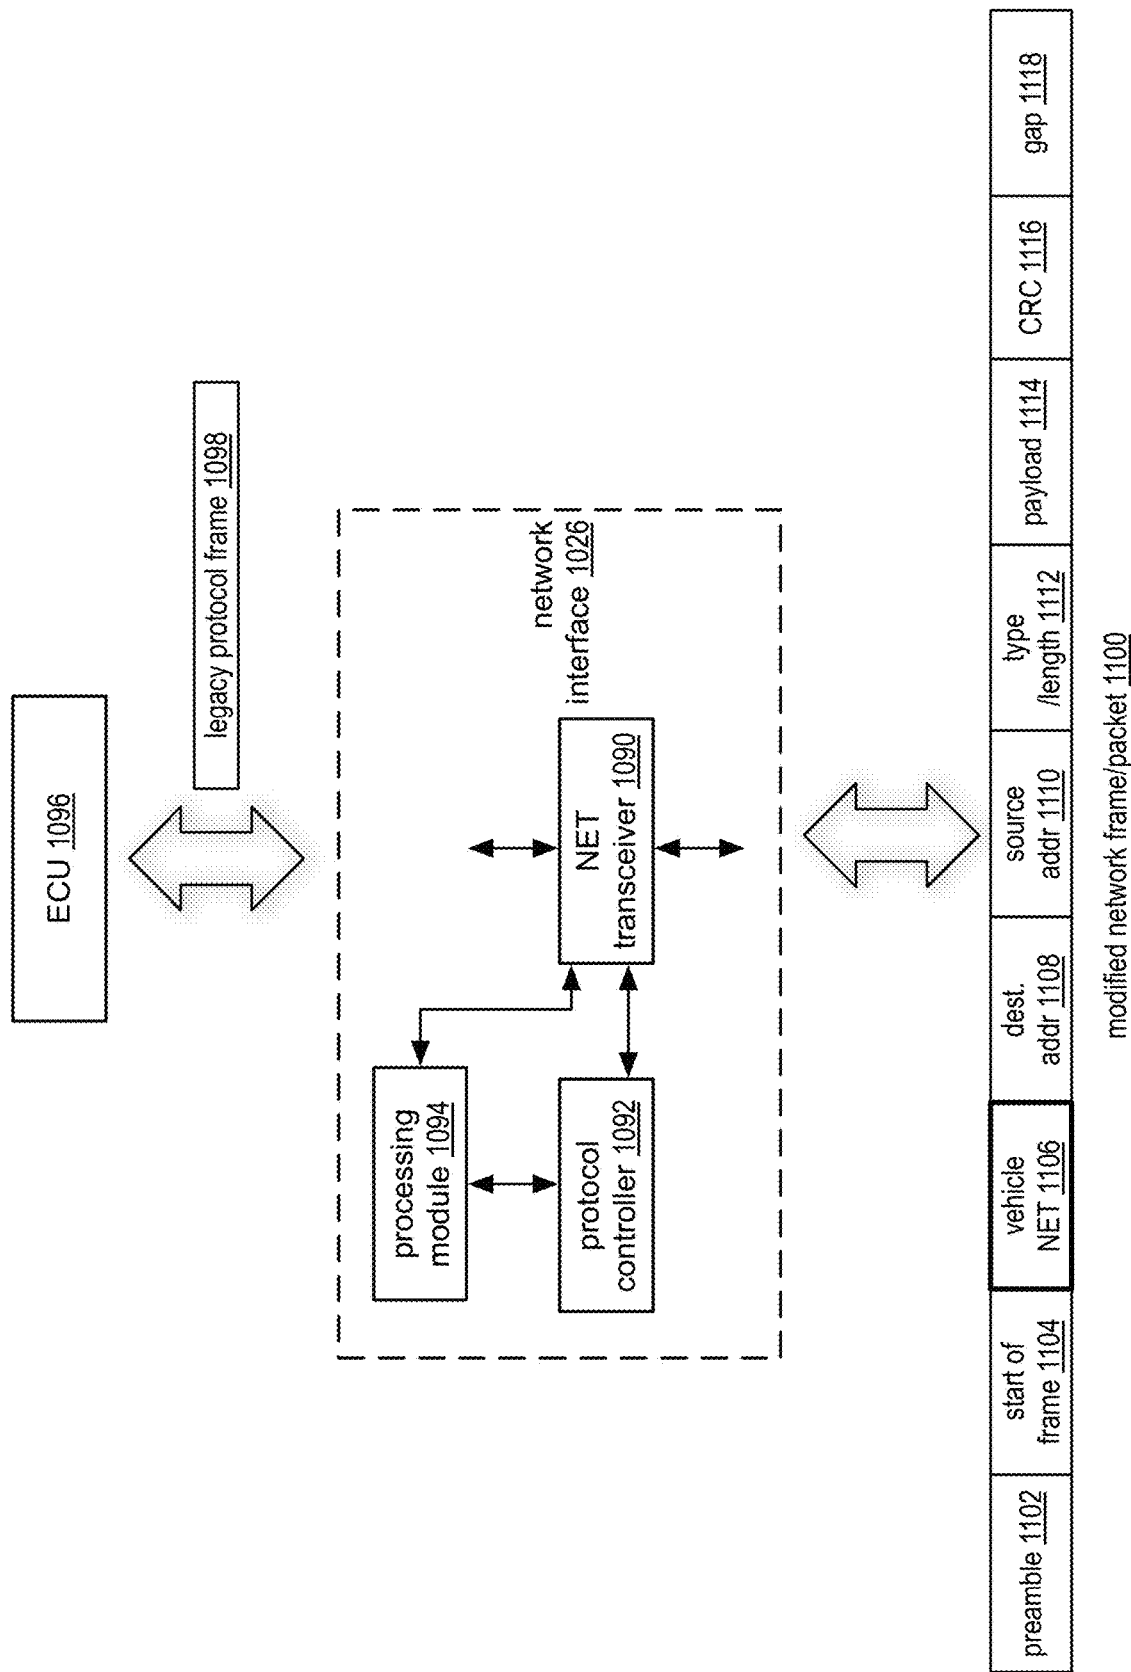 ECU 1096
legacy protocol frame 1098
processing
module 1094
protocol
controller 1092
NET
transceiver 1090
network
interface 1026
preamble 1102
start of
frame 1104
vehicle
NET 1106
dest.
addr 1108
source
addr 1110
type
/length 1112
payload 1114
CRC 1116
gap 1118
modified network frame/packet 1100